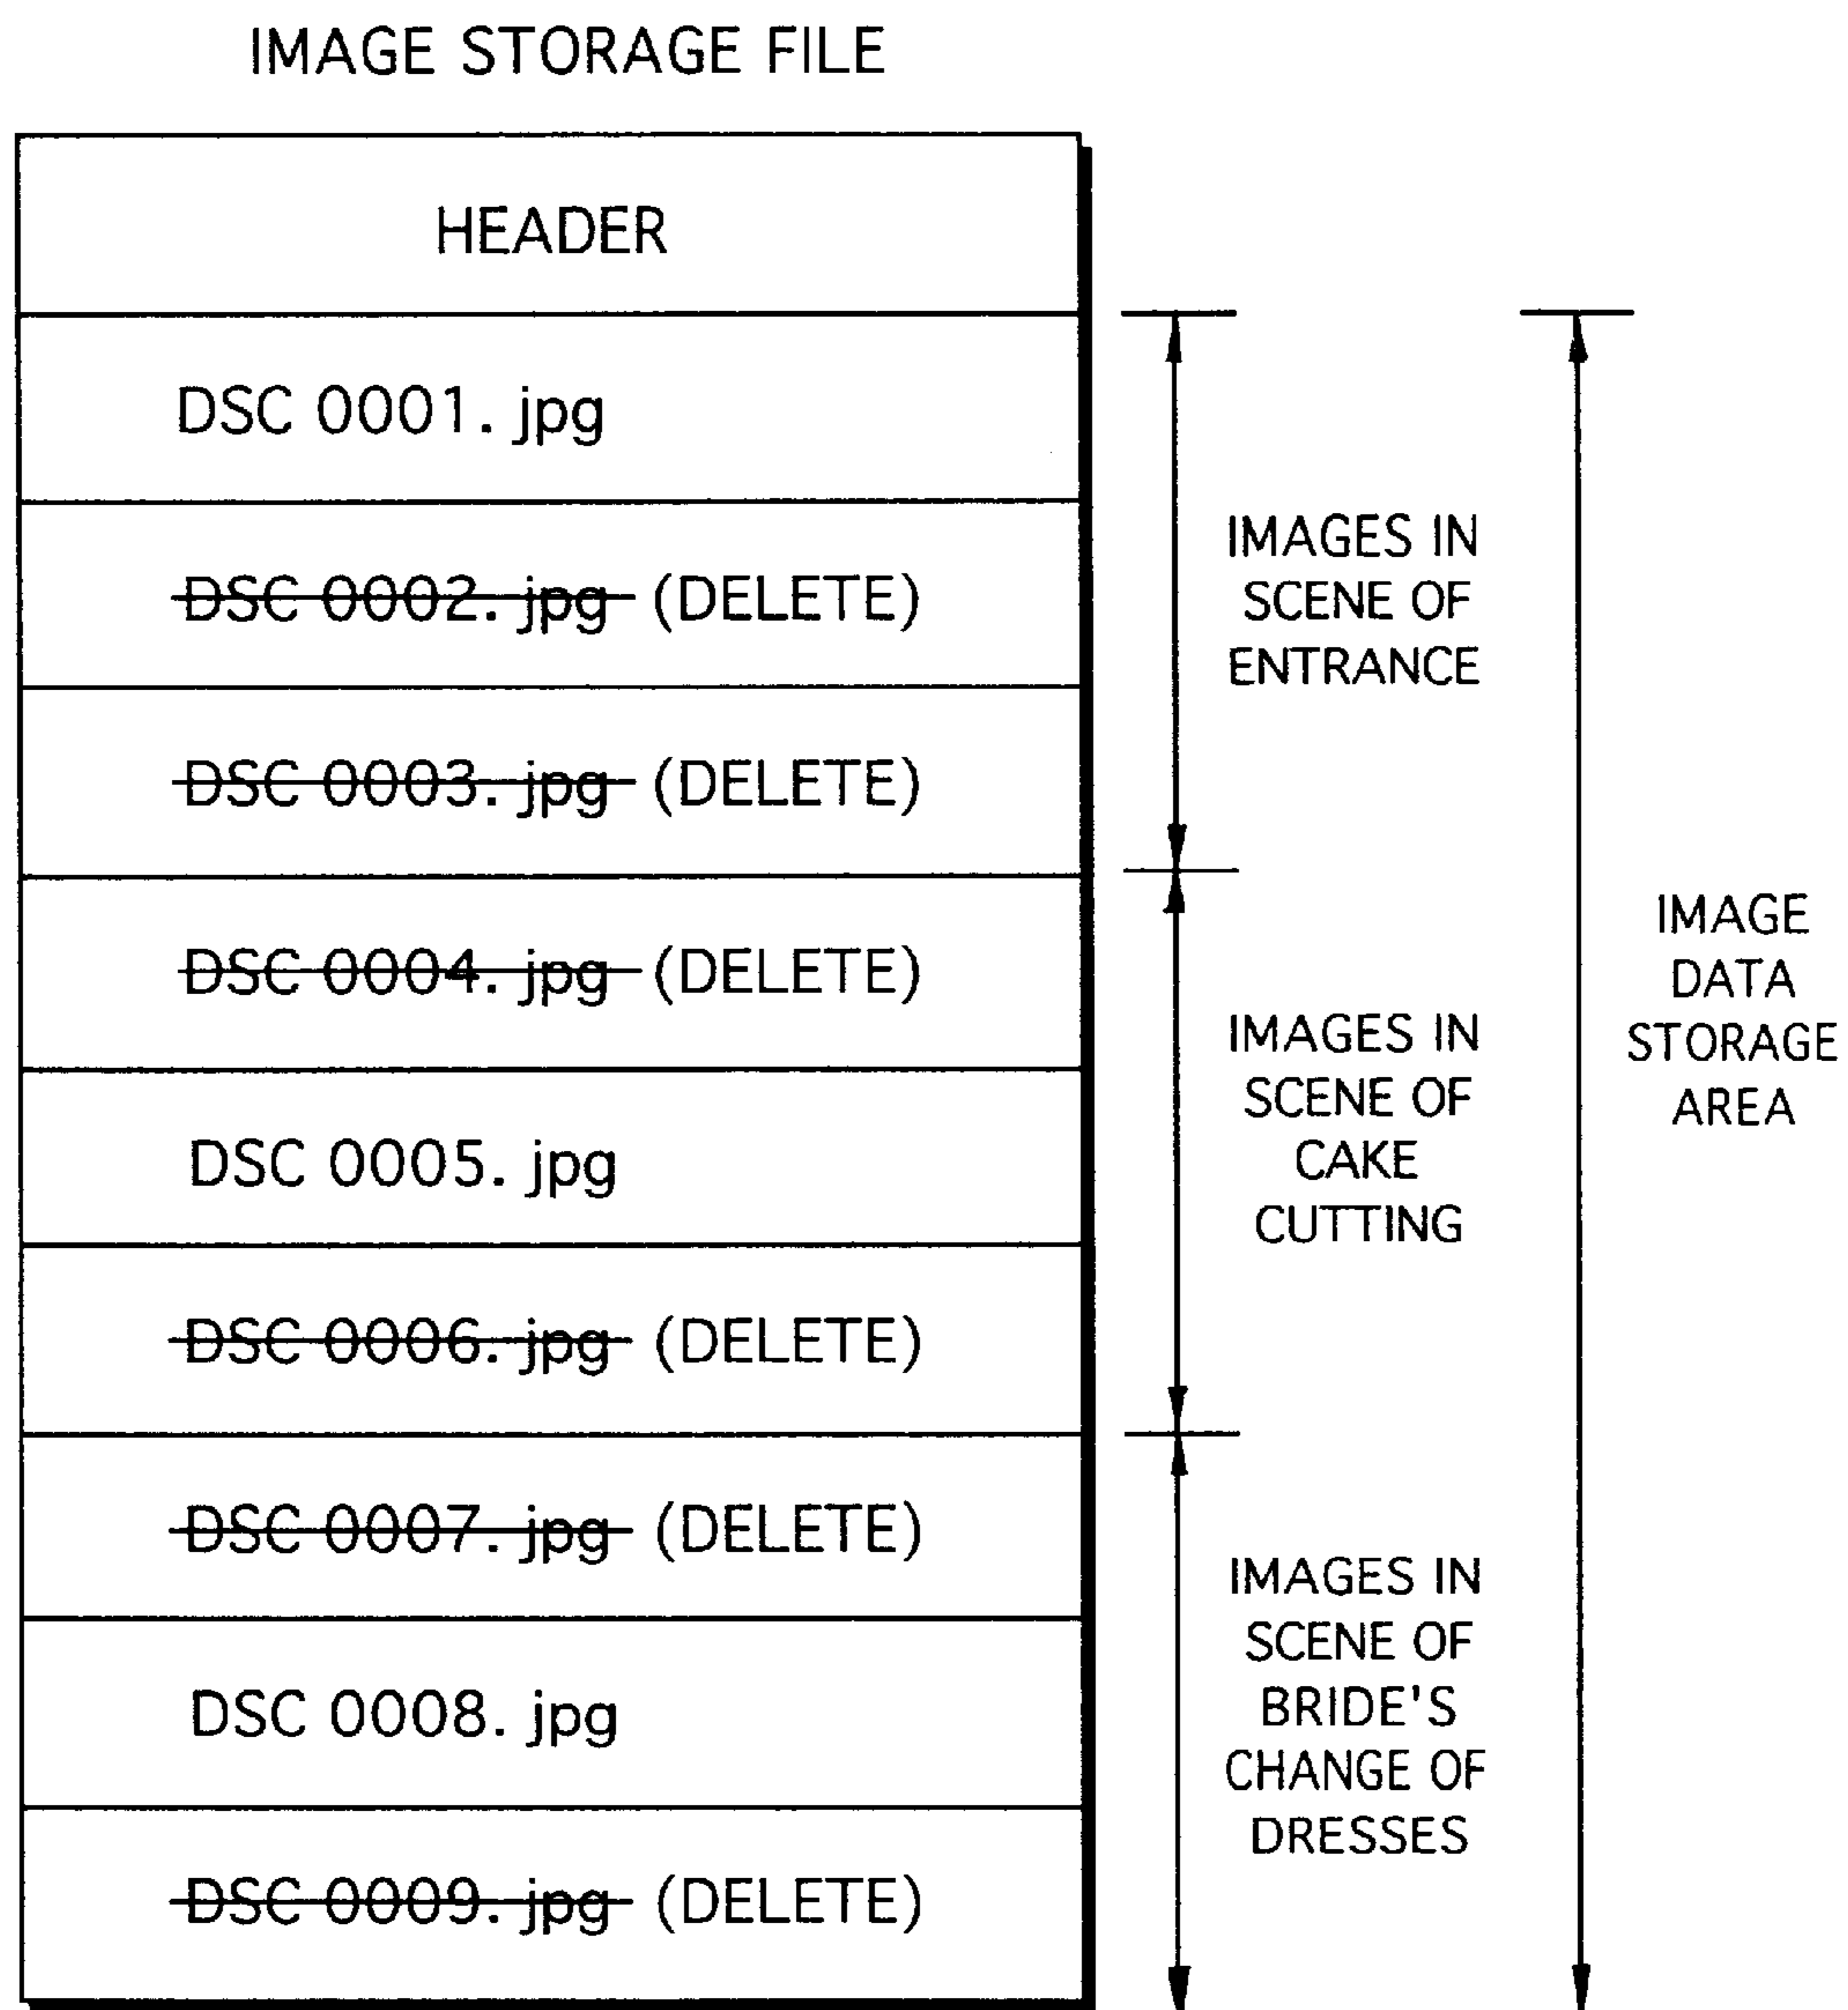 IMAGE STORAGE FILE
HEADER
DSC 0001. jpg
DSC 0002. jpg (DELETE)
DSC 0003. jpg (DELETE)
DSC 0004. jpg (DELETE)
DSC 0005. jpg
DSC 0006. jpg (DELETE)
DSC 0007. jpg (DELETE)
DSC 0008. jpg
DSC 0009. jpg (DELETE)
IMAGES IN
SCENE OF
ENTRANCE
IMAGES IN
SCENE OF
CAKE
CUTTING
IMAGES IN
SCENE OF
BRIDE'S
CHANGE OF
DRESSES
IMAGE
DATA
STORAGE
AREA